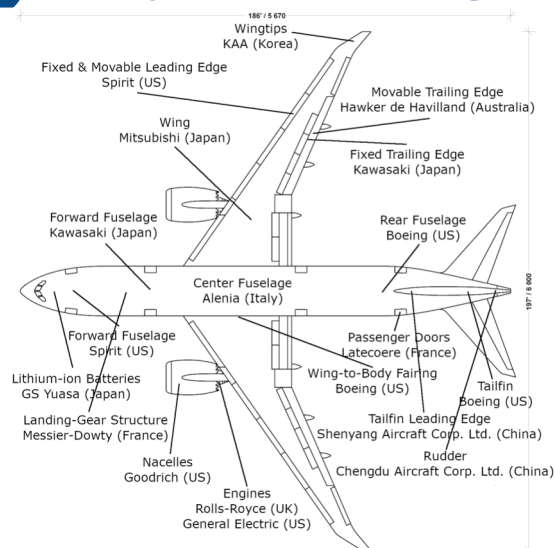 186' / 5 670
Wingtips
KAA (Korea)
Fixed & Movable Leading Edge
Spirit (US)
Movable Trailing Edge
Hawker de Havilland (Australia)
Wing
Mitsubishi (Japan)
Fixed Trailing Edge
Kawasaki (Japan)
Forward Fuselage
Kawasaki (Japan)
Rear Fuselage
Boeing (US)
Center Fuselage
Alenia (Italy)
197' / 6 000
Forward Fuselage
Spirit (US)
Passenger Doors
Latecoere (France)
Wing-to-Body Fairing
Boeing (US)
Lithium-ion Batteries
GS Yuasa (Japan)
Tailfin
Boeing (US)
Landing-Gear Structure
Messier-Dowty (France)
Tailfin Leading Edge
Shenyang Aircraft Corp. Ltd. (China)
Rudder
Chengdu Aircraft Corp. Ltd. (China)
Nacelles
Goodrich (US)
Engines
Rolls-Royce (UK)
General Electric (US)